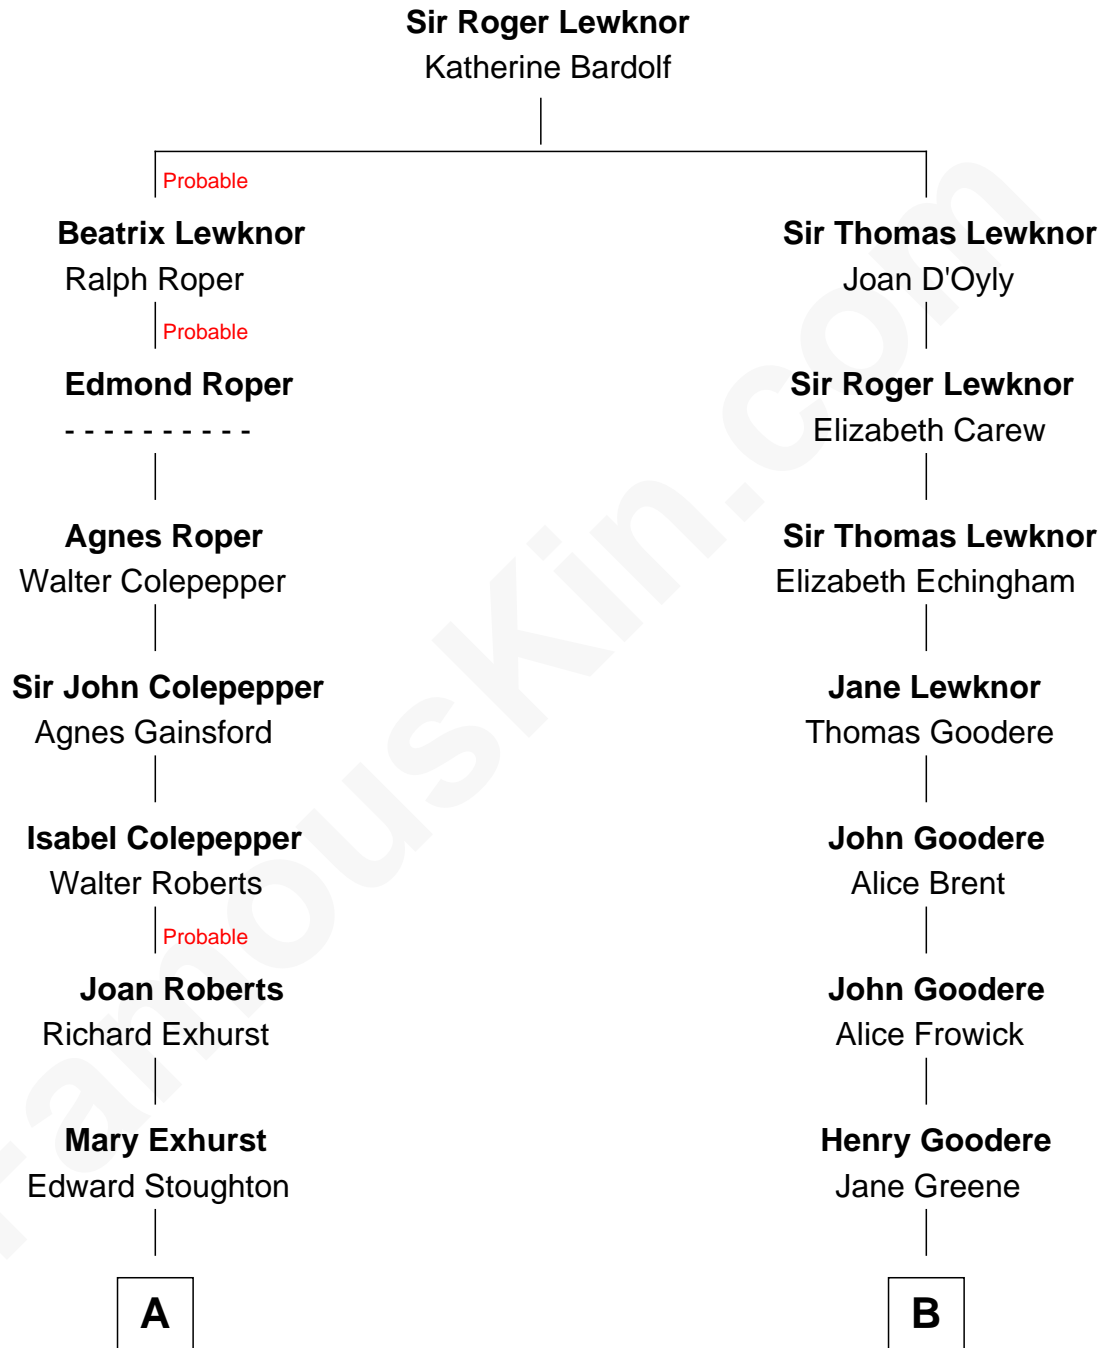 Sir Roger Lewknor
Katherine Bardolf
Probable
Beatrix Lewknor
Ralph Roper
Probable
Edmond Roper
- - - - - - - - - -
Agnes Roper
Walter Colepepper
Sir John Colepepper
Agnes Gainsford
Isabel Colepepper
Walter Roberts
Probable
Joan Roberts
Richard Exhurst
Mary Exhurst
Edward Stoughton
A
Sir Thomas Lewknor
Joan D'Oyly
Sir Roger Lewknor
Elizabeth Carew
Sir Thomas Lewknor
Elizabeth Echingham
Jane Lewknor
Thomas Goodere
John Goodere
Alice Brent
John Goodere
Alice Frowick
Henry Goodere
Jane Greene
B
FamousKin.com